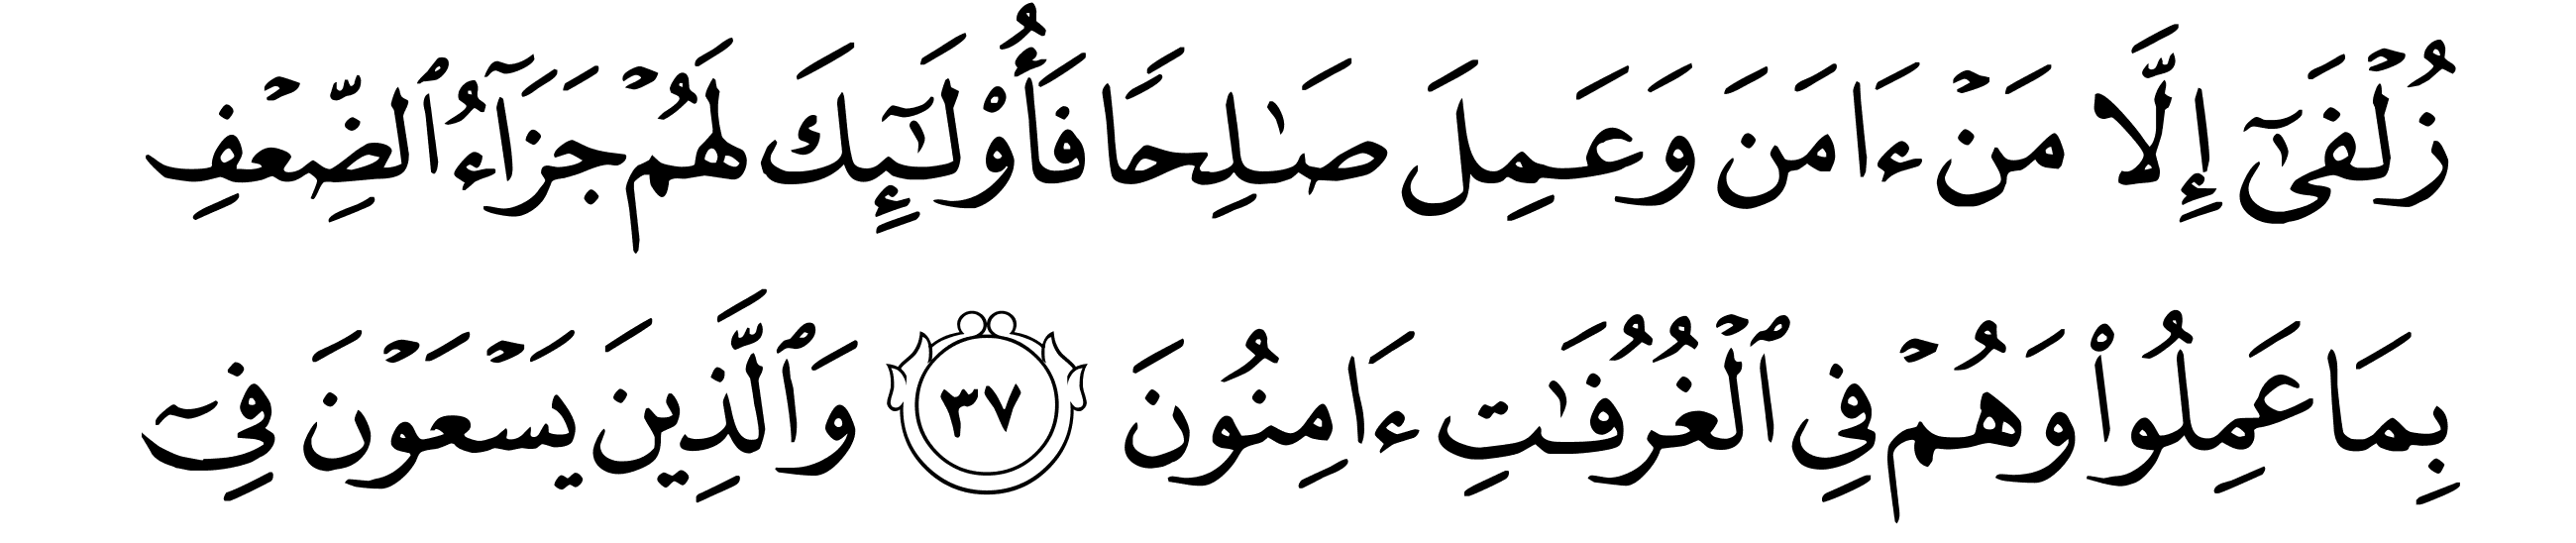 زُلۡفَىٰٓ إِلَّا مَنۡ ءَامَنَ وَعَمِلَ صَٰلِحٗا فَأُوْلَٰٓئِكَ لَهُمۡ جَزَآءُ ٱلضِّعۡفِ
بِمَا عَمِلُواْ وَهُمۡ فِي ٱلۡغُرُفَٰتِ ءَامِنُونَ ٣٧ وَٱلَّذِينَ يَسۡعَوۡنَ فِيٓ